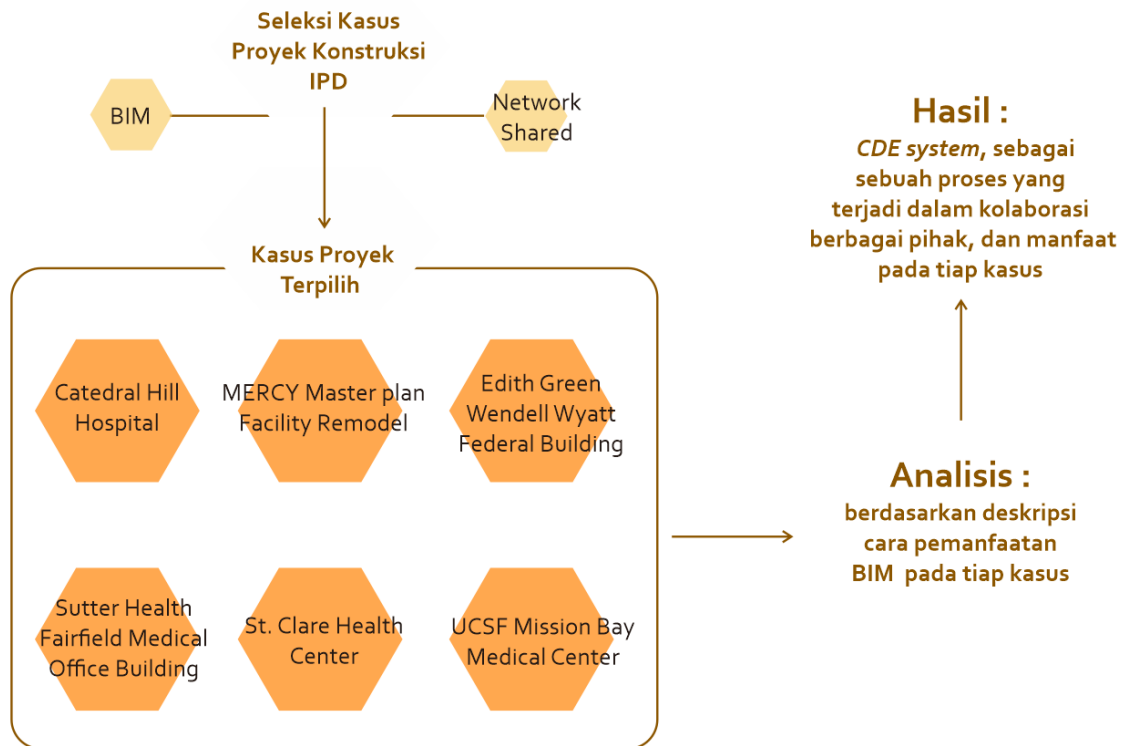 Seleksi Kasus
Proyek Konstruksi
IPD
BIM
Network
Shared
Kasus Proyek
Terpilih
Catedral Hill
Hospital
MERCY Master plan
Facility Remodel
Edith Green
Wendell Wyatt
Federal Building
Sutter Health
Fairfield Medical
Office Building
St. Clare Health
Center
UCSF Mission Bay
Medical Center
Analisis :
berdasarkan deskripsi
cara pemanfaatan
BIM pada tiap kasus
Hasil :
CDE system, sebagai
sebuah proses yang
terjadi dalam kolaborasi
berbagai pihak, dan manfaat
pada tiap kasus